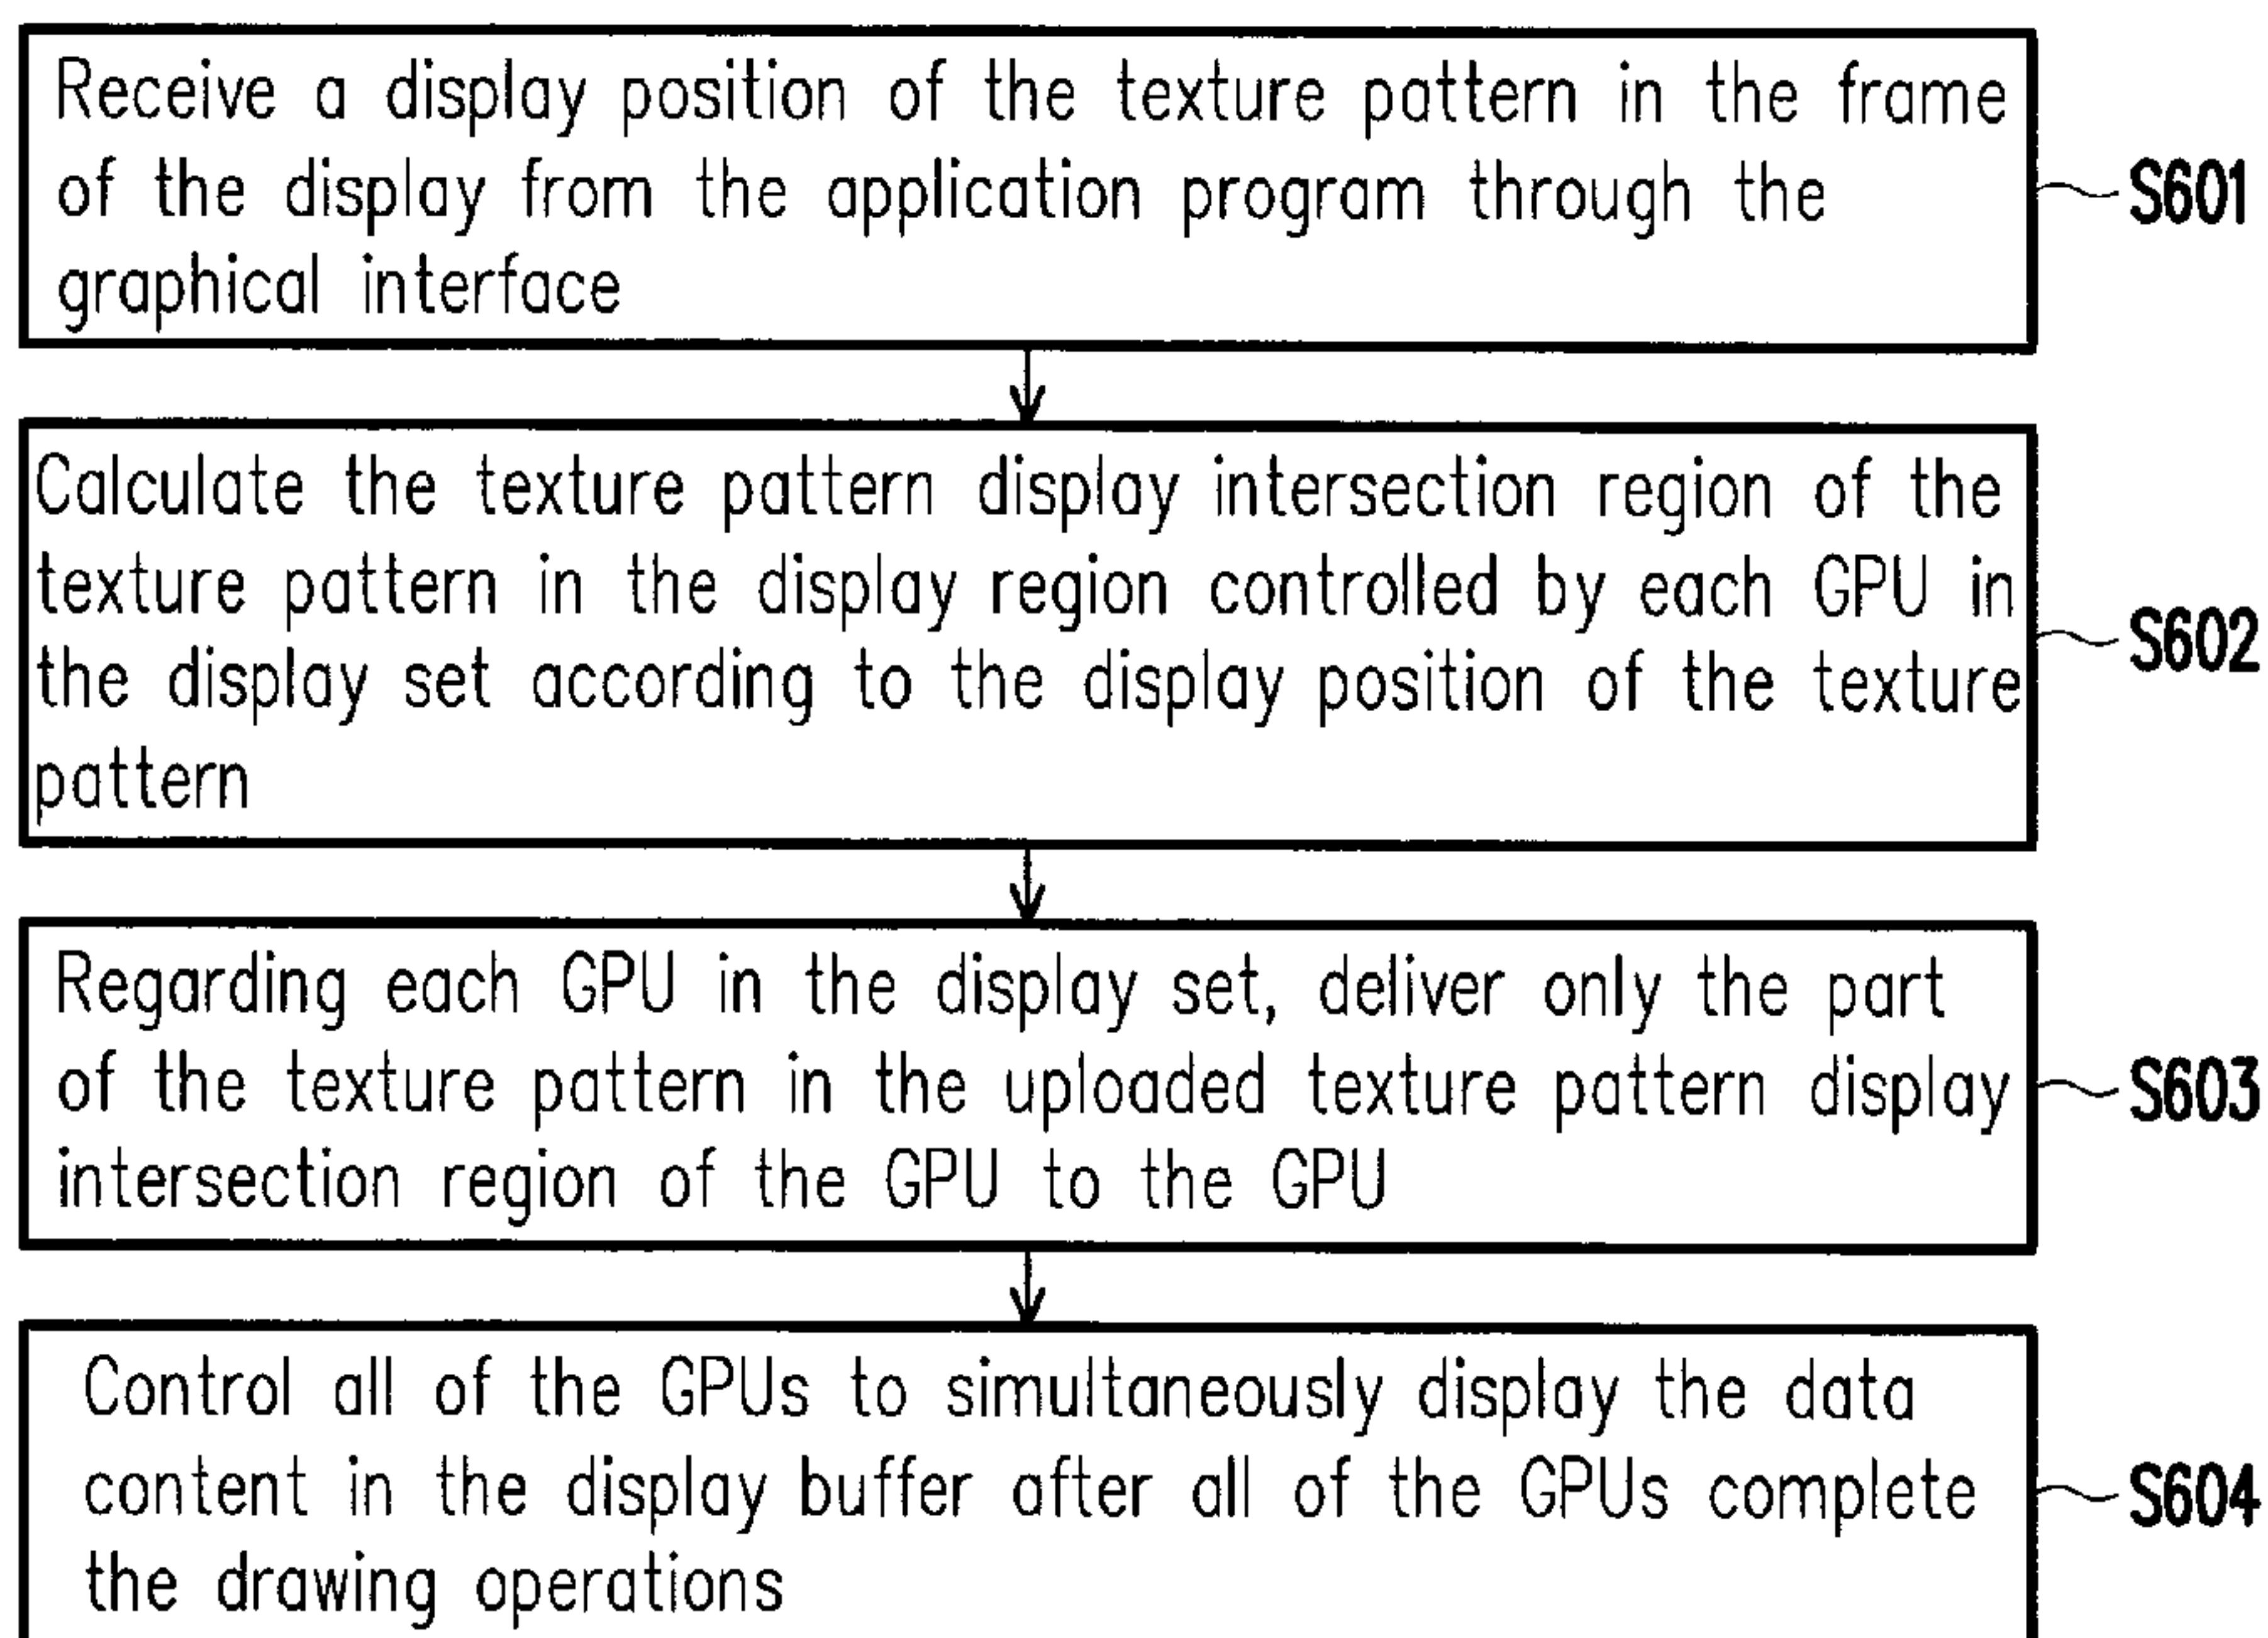 Receive a display position of the texture pattern in the frame
of the display from the application program through the
graphical interface
S601
Calculate the texture pattern display intersection region of the
texture pattern in the display region controlled by each GPU in
the display set according to the display position of the texture
pattern
S602
Regarding each GPU in the display set, deliver only the part
of the texture pattern in the uploaded texture pattern display
intersection region of the GPU to the GPU
S603
Control all of the GPUs to simultaneously display the data
content in the display buffer after all of the GPUs complete
the drawing operations
S604